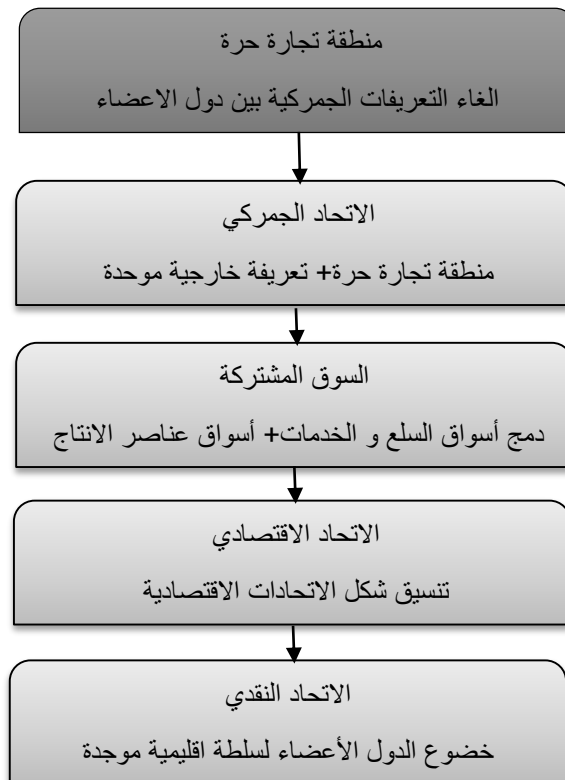 منطقة تجارة حرة
الغاء التعريفات الجمركية بين دول الاعضاء
الاتحاد الجمركي
منطقة تجارة حرة+ تعريفة خارجية موحدة
السوق المشتركة
دمج أسواق السلع و الخدمات+ أسواق عناصر الانتاج
الاتحاد الاقتصادي
تنسيق شكل الاتحادات الاقتصادية
الاتحاد النقدي
خضوع الدول الأعضاء لسلطة اقليمية موجدة